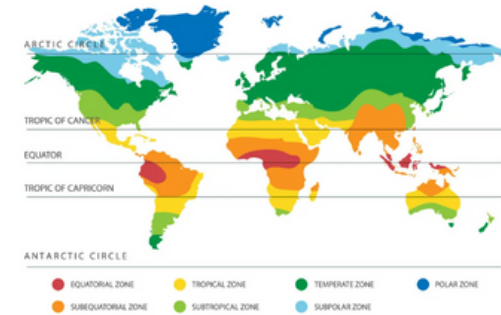 ARCTIC CIRCLE
TROPIC OF CANCER
EQUATOR
TROPIC OF CAPRICORN
ANTARCTIC CIRCLE
EQUATORIAL ZONE
TROPICAL ZONE
TEMPERATE ZONE
POLAR ZONE
SUBEQUATORIAL ZONE
SUBTROPICAL ZONE
SUBPOLAR ZONE